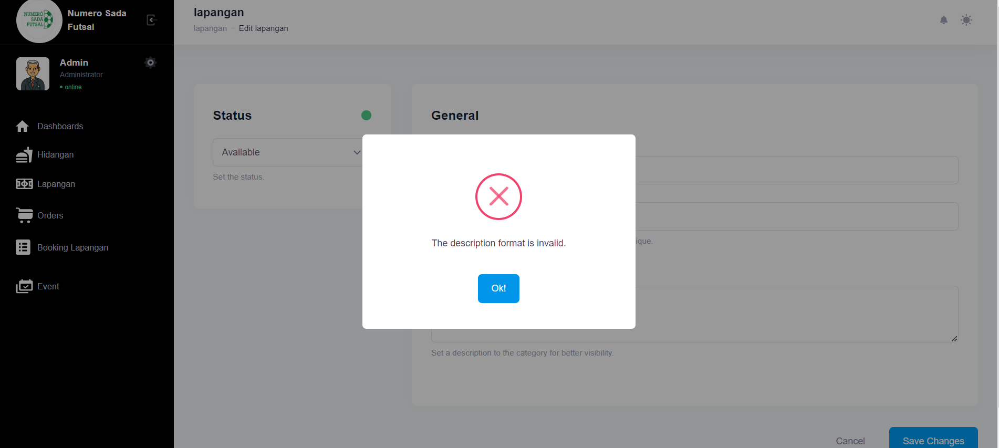 NUMERÓ
SADA
FUTSAL
Numero Sada
Futsal
Admin
Administrator
online
Dashboards
Hidangan
Lapangan
Orders
Booking Lapangan
Event
lapangan
lapangan - Edit lapangan
Status
Available
Set the status.
General
ique.
The description format is invalid.
Ok!
Set a description to the category for better visibility.
Cancel
Save Changes